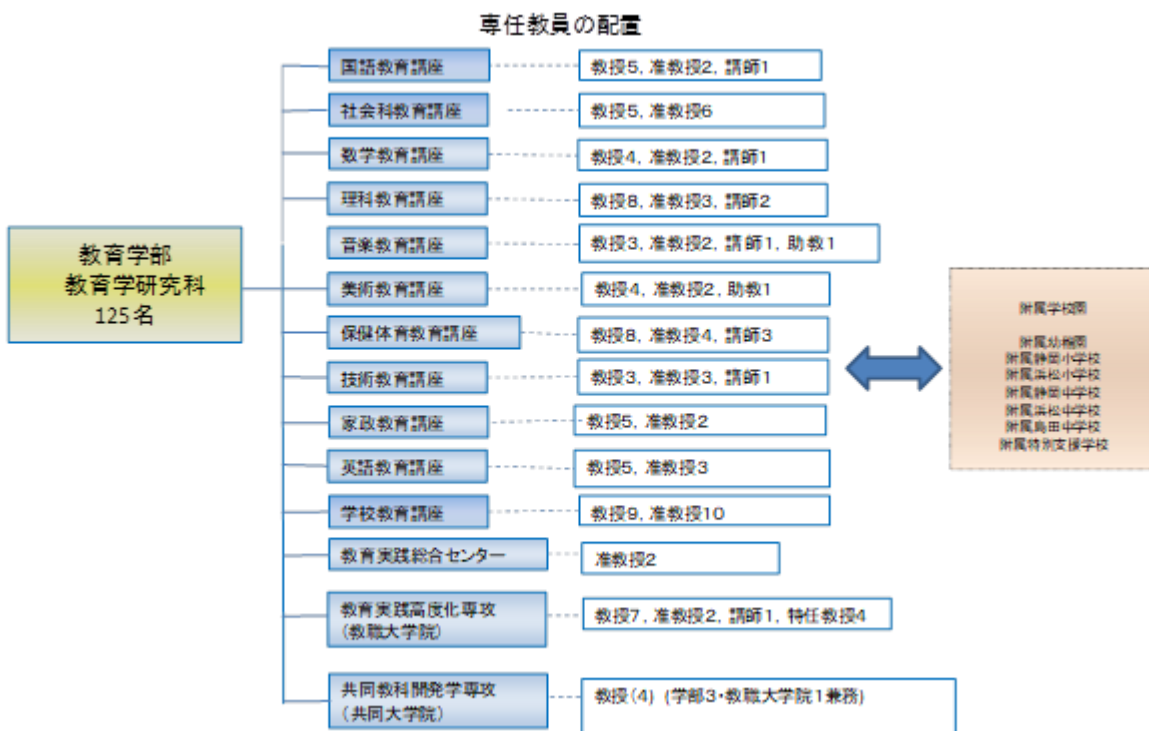 専任教員の配置
国語教育講座
教授5, 准教授2, 講師1
社会科教育講座
教授5, 准教授6
数学教育講座
教授4, 准教授2, 講師1
理科教育講座
教授8, 准教授3, 講師2
音楽教育講座
教授3, 准教授2, 講師1, 助教1
教育学部
教育学研究科
125名
美術教育講座
教授4, 准教授2, 助教1
保健体育教育講座
教授8, 准教授4, 講師3
技術教育講座
教授3, 准教授3, 講師1
家政教育講座
教授5, 准教授2
英語教育講座
教授5, 准教授3
学校教育講座
教授9, 准教授10
教育実践総合センター
准教授2
教育実践高度化専攻
(教職大学院)
教授7, 准教授2, 講師1, 特任教授4
共同教科開発学専攻
(共同大学院)
教授(4) (学部3・教職大学院1兼務)
附属学校園
附属幼稚園
附属静岡小学校
附属浜松小学校
附属静岡中学校
附属浜松中学校
附属島田中学校
附属特別支援学校